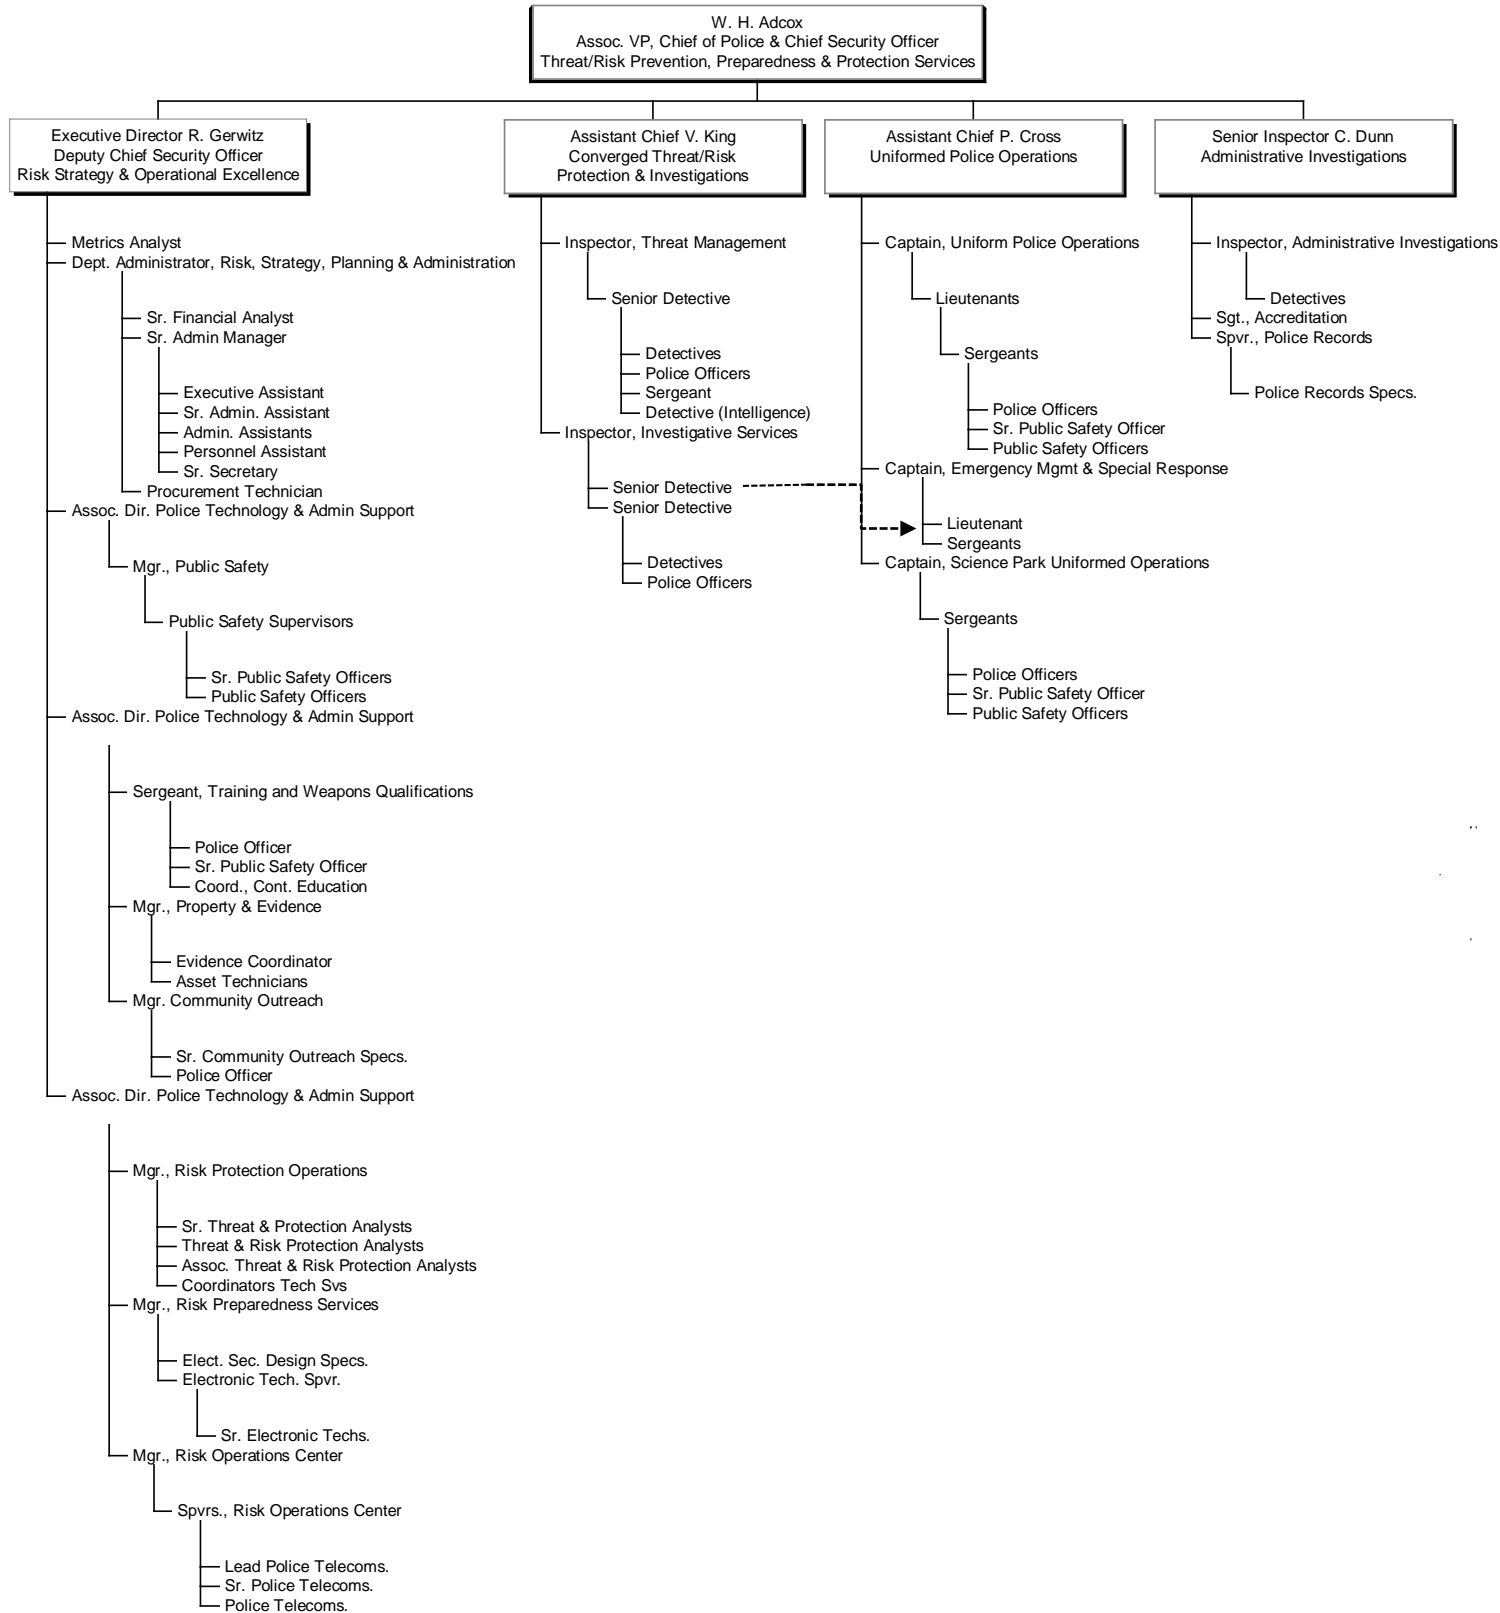 W. H. Adcox
Assoc. VP, Chief of Police & Chief Security Officer
Threat/Risk Prevention, Preparedness & Protection Services
Executive Director R. Gerwitz
Deputy Chief Security Officer
Risk Strategy & Operational Excellence
Metrics Analyst
Dept. Administrator, Risk, Strategy, Planning & Administration
Sr. Financial Analyst
Sr. Admin Manager
Executive Assistant
Sr. Admin. Assistant
Admin. Assistants
Personnel Assistant
Sr. Secretary
Procurement Technician
Assoc. Dir. Police Technology & Admin Support
Mgr., Public Safety
Public Safety Supervisors
Sr. Public Safety Officers
Public Safety Officers
Assoc. Dir. Police Technology & Admin Support
Sergeant, Training and Weapons Qualifications
Police Officer
Sr. Public Safety Officer
Coord., Cont. Education
Mgr., Property & Evidence
Evidence Coordinator
Asset Technicians
Mgr. Community Outreach
Sr. Community Outreach Specs.
Police Officer
Assoc. Dir. Police Technology & Admin Support
Mgr., Risk Protection Operations
Sr. Threat & Protection Analysts
Threat & Risk Protection Analysts
Assoc. Threat & Risk Protection Analysts
Coordinators Tech Svs
Mgr., Risk Preparedness Services
Elect. Sec. Design Specs.
Electronic Tech. Spvr.
Sr. Electronic Techs.
Mgr., Risk Operations Center
Spvrs., Risk Operations Center
Lead Police Telecoms.
Sr. Police Telecoms.
Police Telecoms.
Assistant Chief V. King
Converged Threat/Risk
Protection & Investigations
Inspector, Threat Management
Senior Detective
Detectives
Police Officers
Sergeant
Detective (Intelligence)
Inspector, Investigative Services
Senior Detective
Senior Detective
Detectives
Police Officers
Assistant Chief P. Cross
Uniformed Police Operations
Captain, Uniform Police Operations
Lieutenants
Sergeants
Police Officers
Sr. Public Safety Officer
Public Safety Officers
Captain, Emergency Mgmt & Special Response
Lieutenant
Sergeants
Captain, Science Park Uniformed Operations
Sergeants
Police Officers
Sr. Public Safety Officer
Public Safety Officers
Senior Inspector C. Dunn
Administrative Investigations
Inspector, Administrative Investigations
Detectives
Sgt., Accreditation
Spvr., Police Records
Police Records Specs.